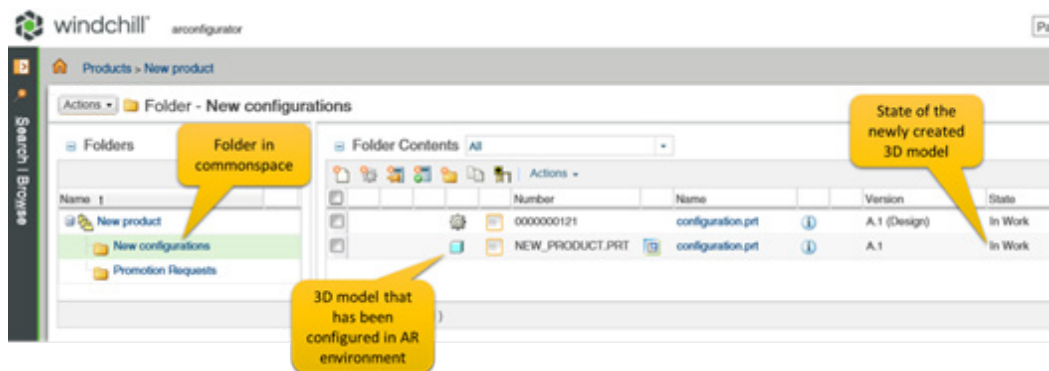 windchill arconfigurator
Pa
Products > New product
Search | Browse
Actions Folder - New configurations
State of the
newly created
3D model
Folders
Folder in
commonspace
Folder Contents All
Actions
Name ↑
Number Name Version State
New product
0000000121 configuration.prt A.1 (Design) In Work
New configurations
NEW_PRODUCT.PRT configuration.prt A.1 In Work
Promotion Requests
3D model that
has been
configured in AR
environment
)